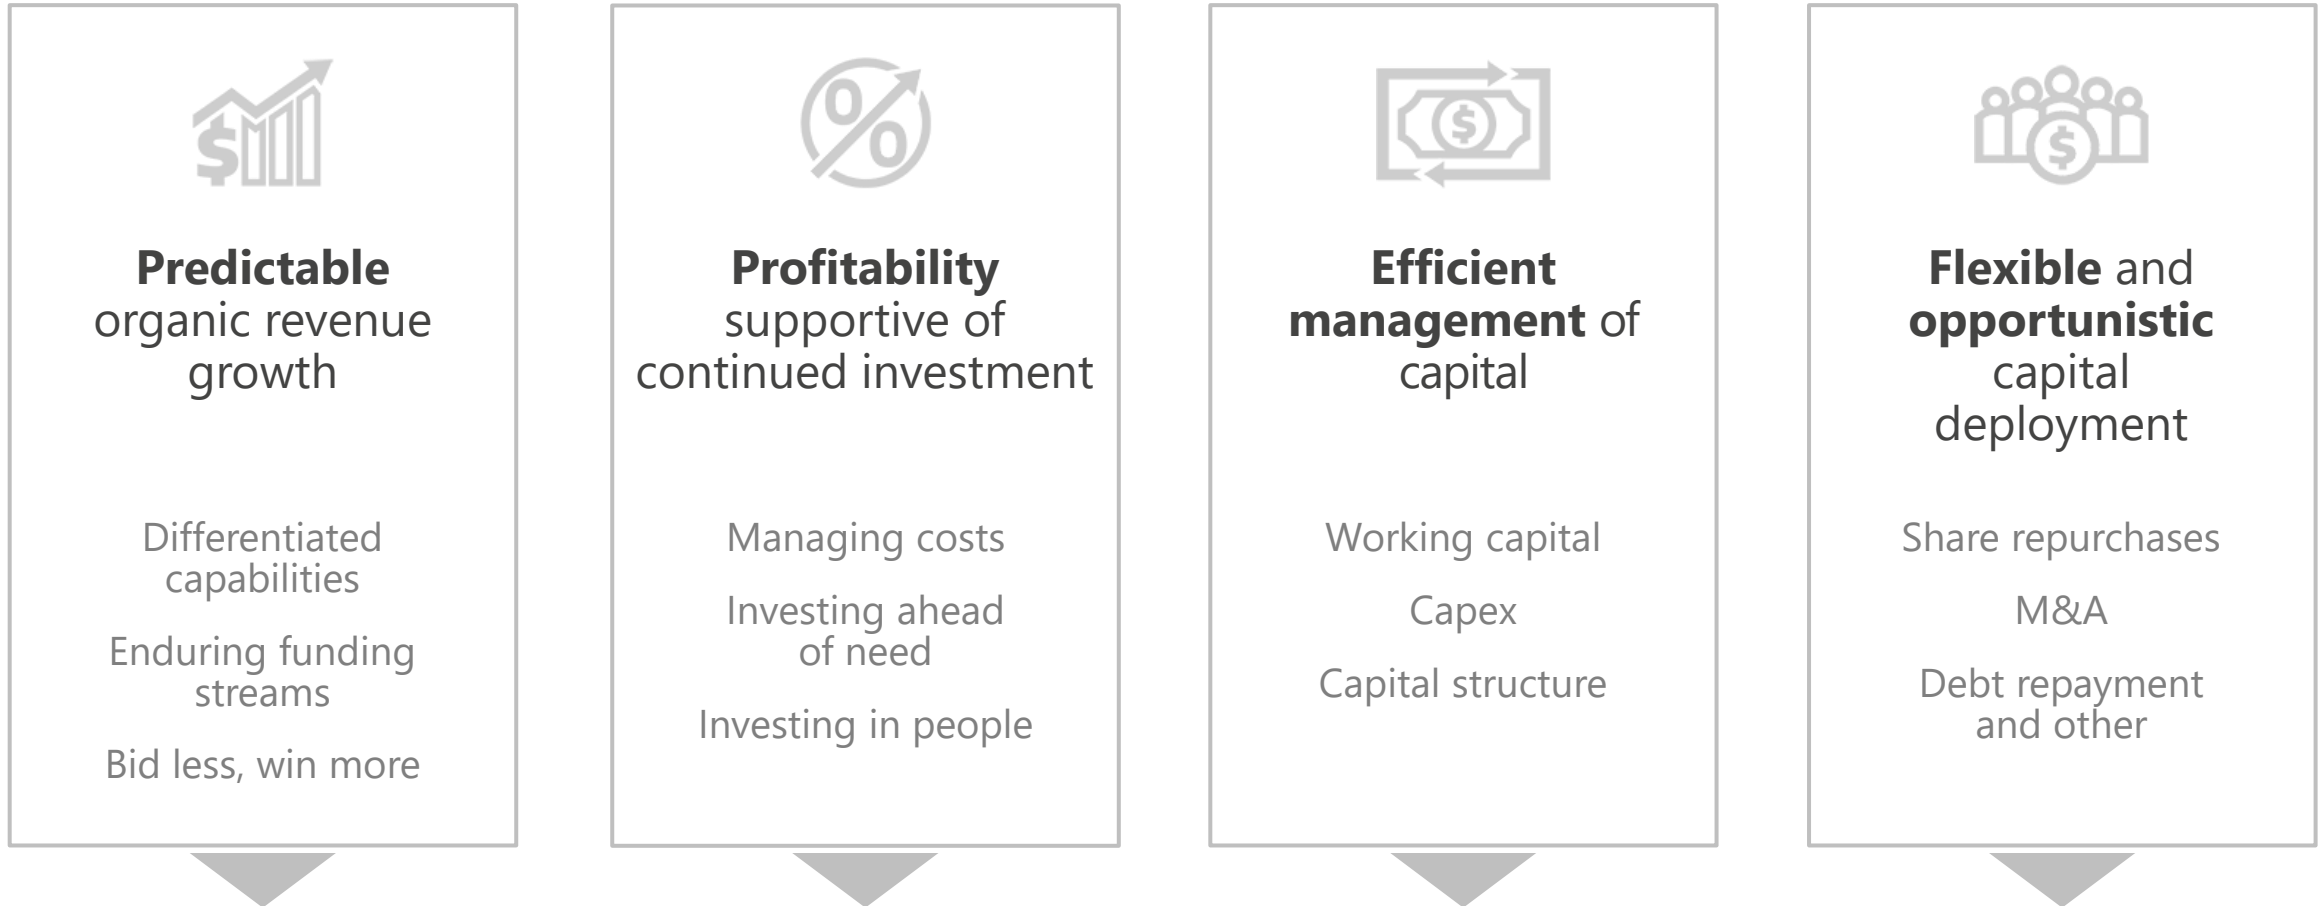 Predictable
organic revenue
growth
Differentiated
capabilities
Enduring funding
streams
Bid less, win more
Profitability
supportive of
continued investment
Managing costs
Investing ahead
of need
Investing in people
Efficient
management of
capital
Working capital
Capex
Capital structure
Flexible and
opportunistic
capital
deployment
Share repurchases
M&A
Debt repayment
and other